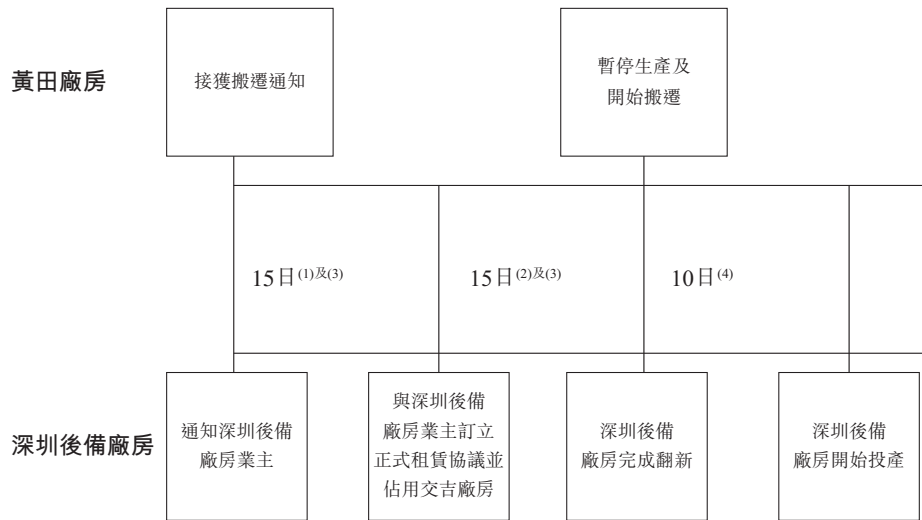 黃田廠房
接獲搬遷通知
暫停生產及
開始搬遷
15日(1)及(3)
15日(2)及(3)
10日(4)
深圳後備廠房
通知深圳後備
廠房業主
與深圳後備
廠房業主訂立
正式租賃協議並
佔用交吉廠房
深圳後備
廠房完成翻新
深圳後備
廠房開始投產